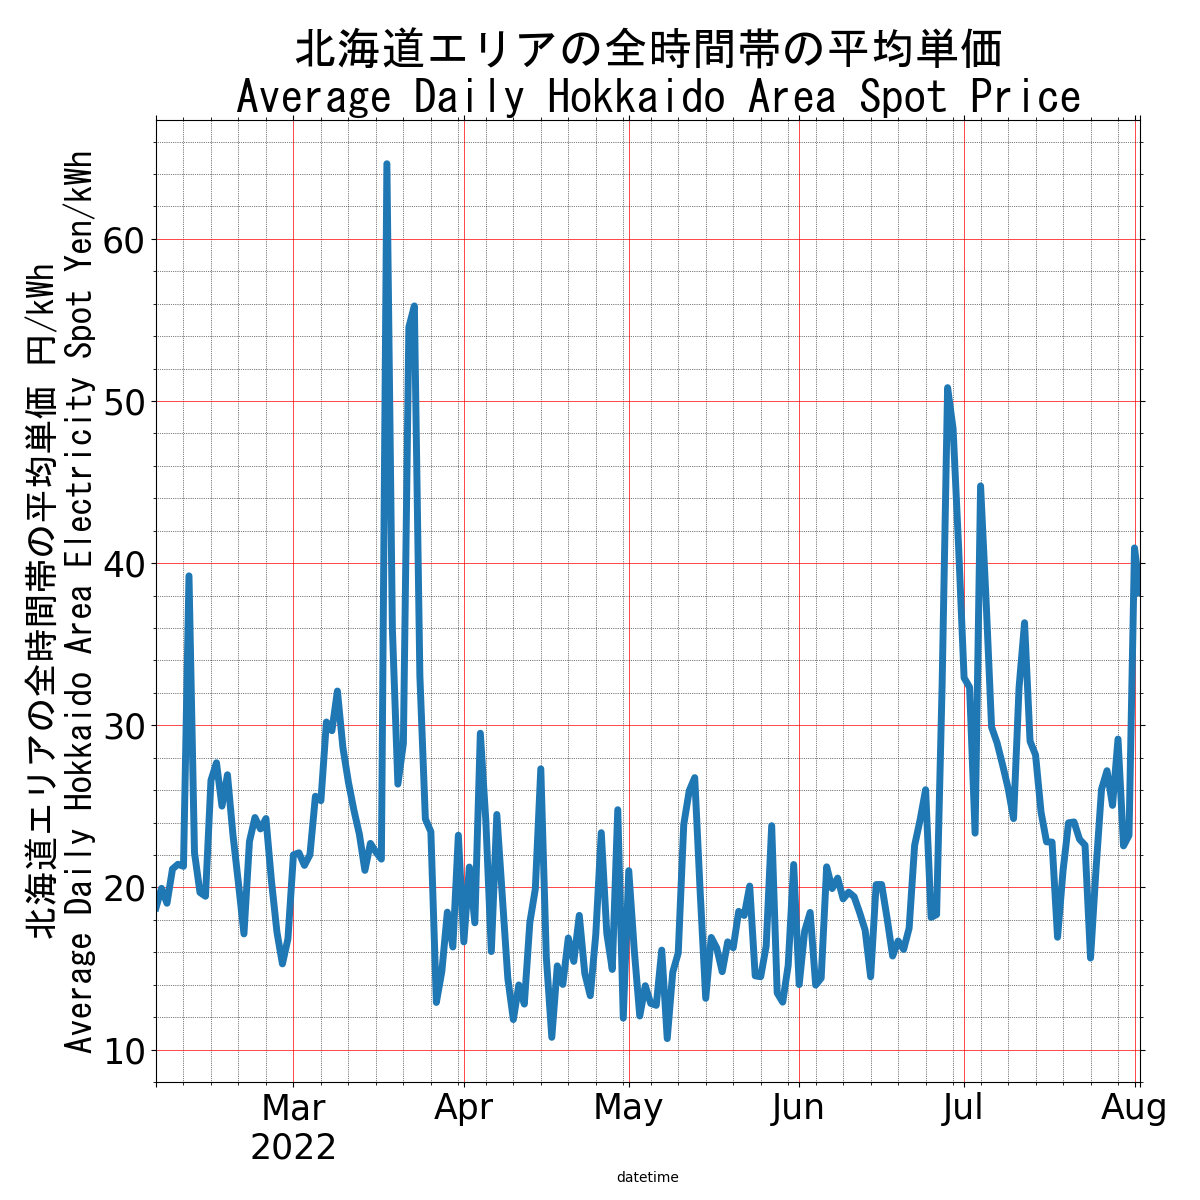 北海道エリアの全時間帯の平均単価
Average Daily Hokkaido Area Spot Price
北海道エリアの全時間帯の平均単価 円/kWh
Average Daily Hokkaido Area Electricity Spot Yen/kWh
60
50
40
30
20
10
Mar
2022
Apr
May
Jun
Jul
Aug
datetime